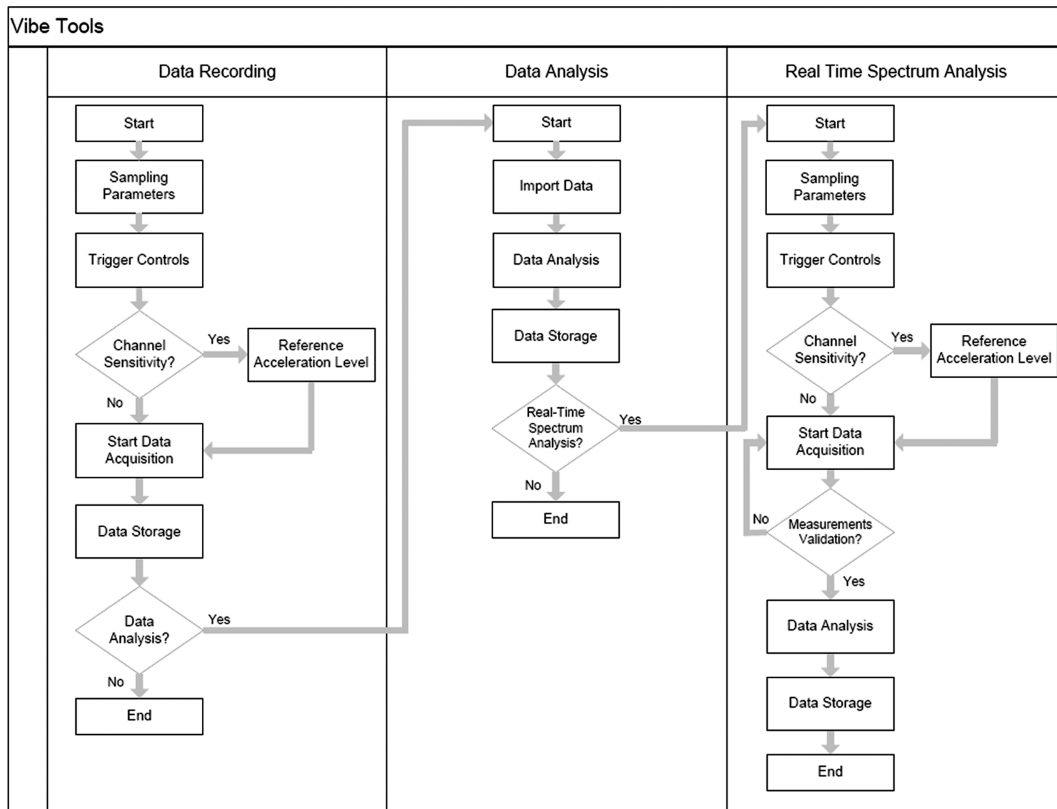 Vibe Tools
Data Recording
Start
Sampling
Parameters
Trigger Controls
Channel
Sensitivity?
Yes
Reference
Acceleration Level
No
Start Data
Acquisition
Data Storage
Data
Analysis?
Yes
No
End
Data Analysis
Start
Import Data
Data Analysis
Data Storage
Real-Time
Spectrum
Analysis?
Yes
No
End
Real Time Spectrum Analysis
Start
Sampling
Parameters
Trigger Controls
Channel
Sensitivity?
Yes
Reference
Acceleration Level
No
Start Data
Acquisition
No
Measurements
Validation?
Yes
Data Analysis
Data Storage
End